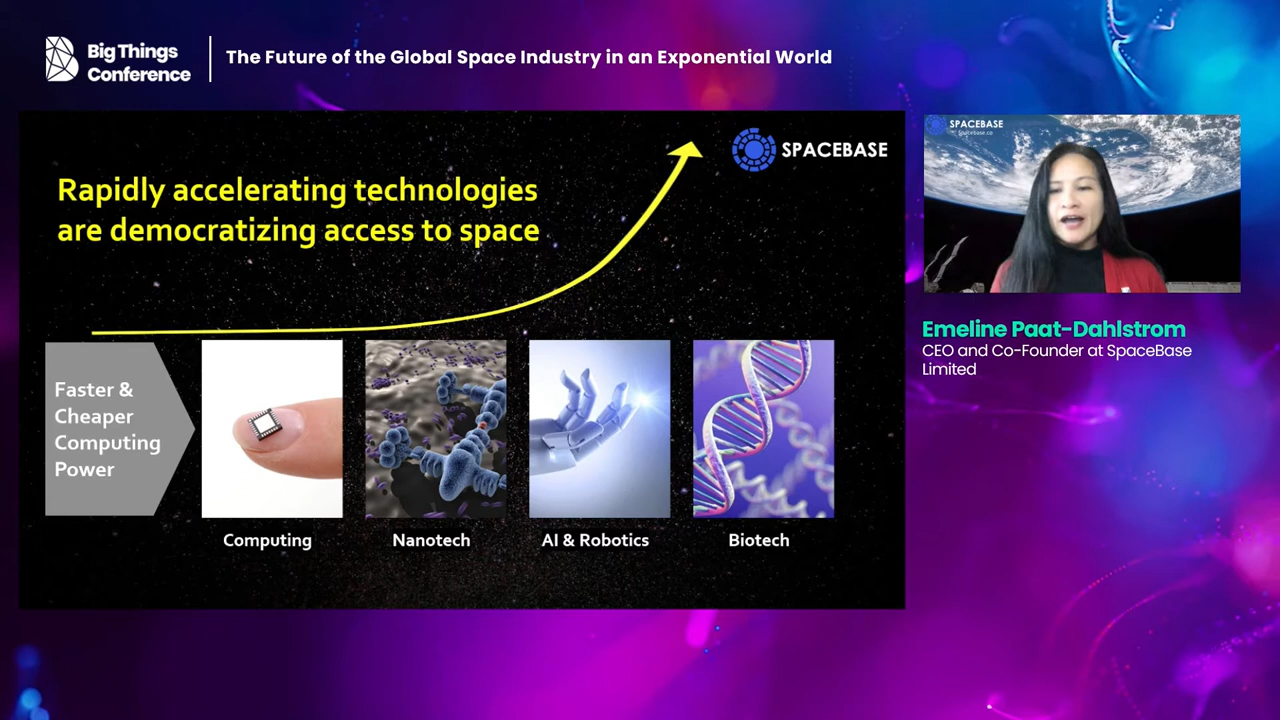 Big Things
Conference
The Future of the Global Space Industry in an Exponential World
SPACEBASE
Rapidly accelerating technologies
are democratizing access to space
Faster &
Cheaper
Computing
Power
Computing
Nanotech
AI & Robotics
Biotech
SPACEBASE
Spacebase.co
Emeline Paat-Dahlstrom
CEO and Co-Founder at SpaceBase
Limited